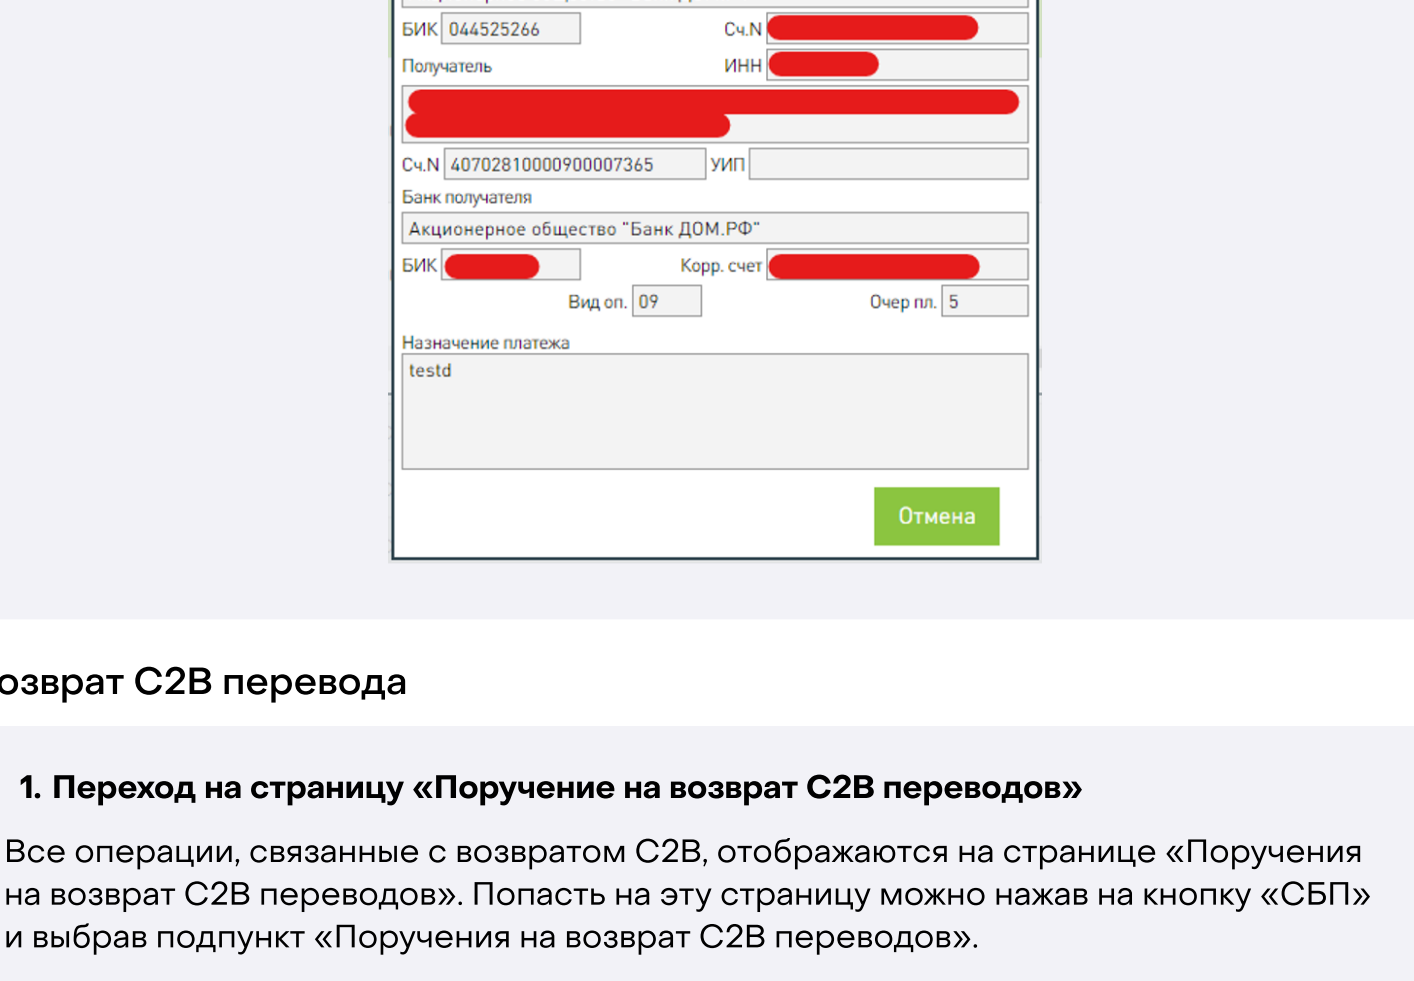 БИК 044525266 Сч.N
Получатель ИНН
Сч.N 40702810000900007365 УИП
Банк получателя
Акционерное общество "Банк ДОМ.РФ"
БИК Корр. счет
Вид оп. 09 Очер пл. 5
Назначение платежа
testd
Отмена
озврат C2B перевода
1. Переход на страницу «Поручение на возврат C2B переводов»
Все операции, связанные с возвратом C2B, отображаются на странице «Поручения
на возврат C2B переводов». Попасть на эту страницу можно нажав на кнопку «СБП»
и выбрав подпункт «Поручения на возврат C2B переводов».